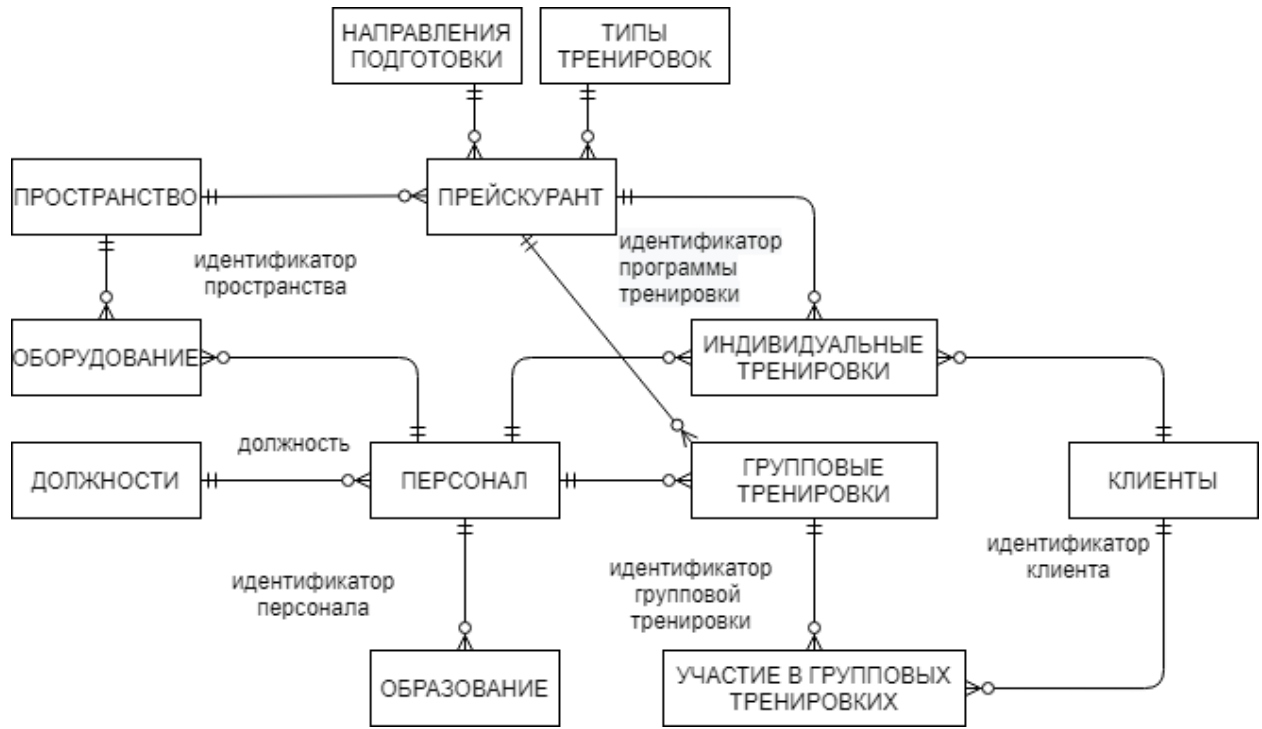 НАПРАВЛЕНИЯ
ПОДГОТОВКИ
ТИПЫ
ТРЕНИРОВОК
ПРОСТРАНСТВО
ПРЕЙСКУРАНТ
идентификатор
пространства
идентификатор
программы
тренировки
ОБОРУДОВАНИЕ
ИНДИВИДУАЛЬНЫЕ
ТРЕНИРОВКИ
ДОЛЖНОСТИ
должность
ПЕРСОНАЛ
ГРУППОВЫЕ
ТРЕНИРОВКИ
КЛИЕНТЫ
идентификатор
персонала
идентификатор
групповой
тренировки
идентификатор
клиента
ОБРАЗОВАНИЕ
УЧАСТИЕ В ГРУППОВЫХ
ТРЕНИРОВКИХ